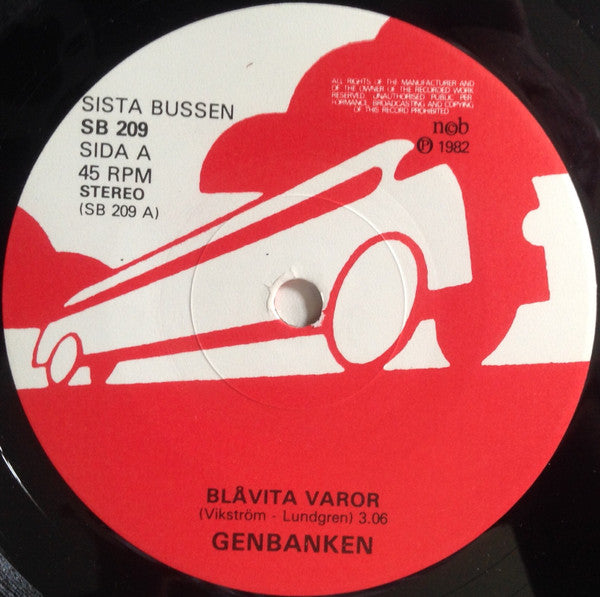 SISTA BUSSEN
SB 209
SIDA A
45 RPM
STEREO
(SB 209 A)
ALL RIGHTS OF THE MANUFACTURER AND
OF THE OWNER OF THE RECORDED WORK
RESERVED. UNAUTHORISED PUBLIC PER-
FORMANCE, BROADCASTING AND COPYING
OF THIS RECORD PROHIBITED
n©b
℗ 1982
BLÅVITA VAROR
(Vikström - Lundgren) 3.06
GENBANKEN